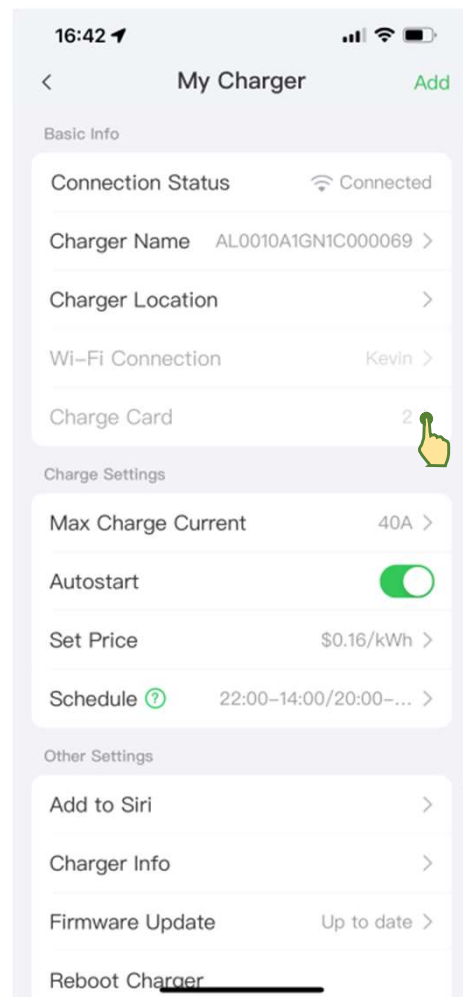 16:42
My Charger Add
Basic Info
Connection Status Connected
Charger Name AL0010A1GN1C000069
Charger Location
Wi-Fi Connection Kevin
Charge Card 2
Charge Settings
Max Charge Current 40A
Autostart
Set Price $0.16/kWh
Schedule ? 22:00–14:00/20:00–...
Other Settings
Add to Siri
Charger Info
Firmware Update Up to date
Reboot Charger